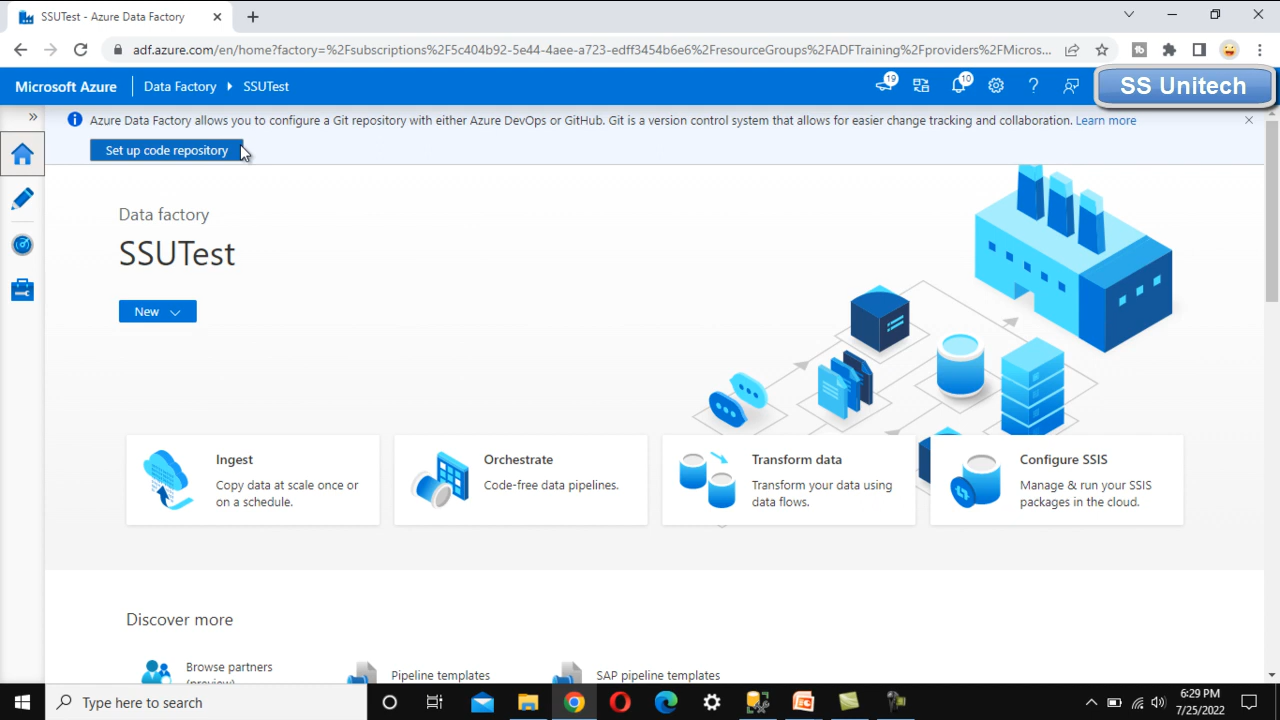 SSUTest - Azure Data Factory
adf.azure.com/en/home?factory=%2Fsubscriptions%2F5c404b92-5e44-4aee-a723-edff3454b6e6%2FresourceGroups%2FADFTraining%2Fproviders%2FMicros...
Microsoft Azure
Data Factory
SSUTest
19
10
SS Unitech
Azure Data Factory allows you to configure a Git repository with either Azure DevOps or GitHub. Git is a version control system that allows for easier change tracking and collaboration. Learn more
Set up code repository
Data factory
SSUTest
New
Ingest
Copy data at scale once or
on a schedule.
Orchestrate
Code-free data pipelines.
Transform data
Transform your data using
data flows.
Configure SSIS
Manage & run your SSIS
packages in the cloud.
Discover more
Browse partners
(preview)
Pipeline templates
SAP pipeline templates
Type here to search
6:29 PM
7/25/2022